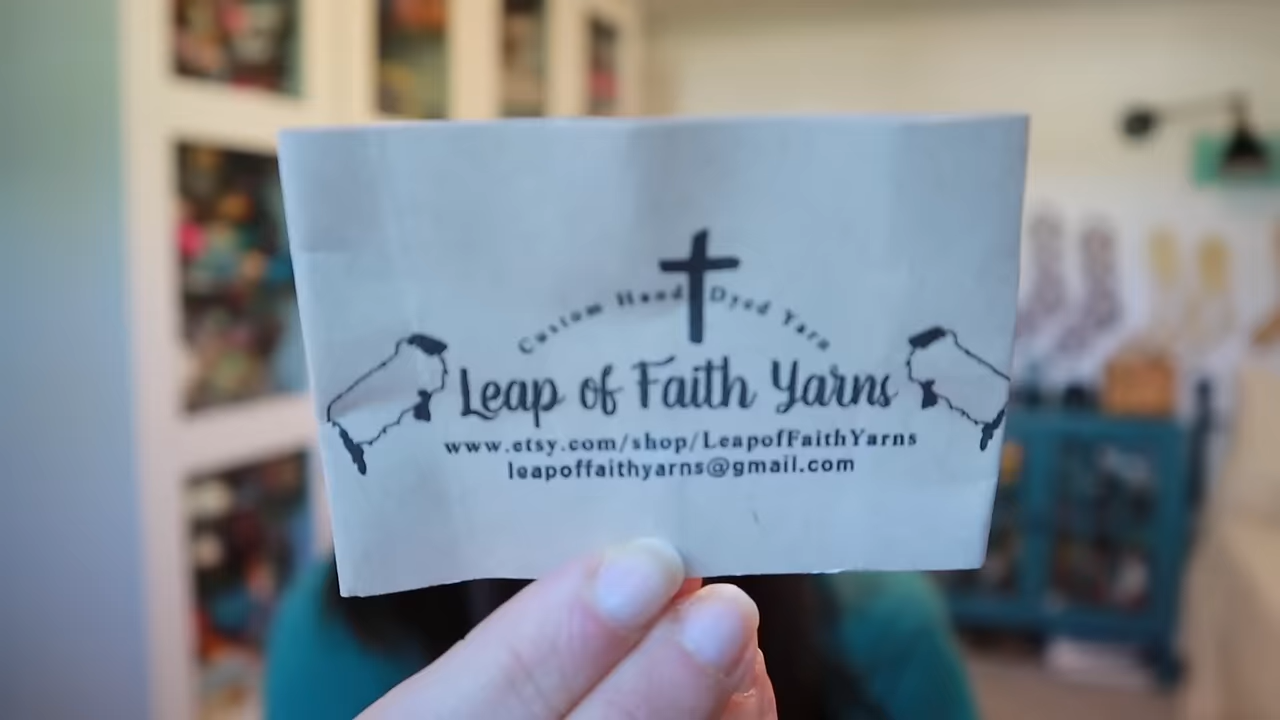 Custom Hand Dyed Yarn
Leap of Faith Yarns
www.etsy.com/shop/LeapofFaithYarns
leapoffaithyarns@gmail.com